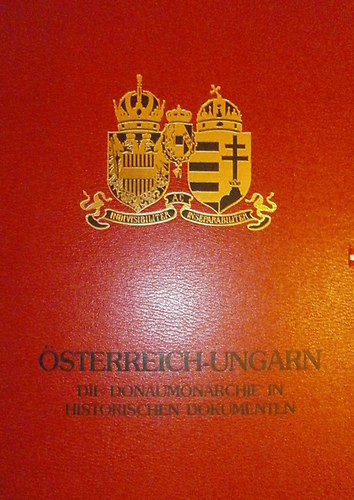 INDIVISIBILITER AC INSEPARABILITER
ÖSTERREICH-UNGARN
DIE DONAUMONARCHIE IN
HISTORISCHEN DOKUMENTEN